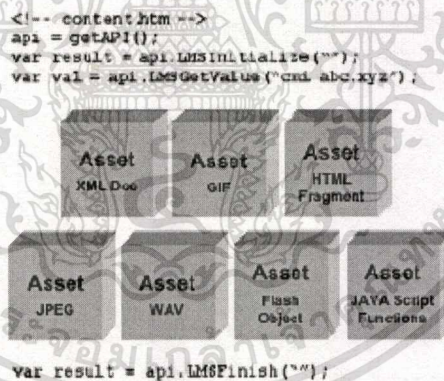 <!-- content.htm -->
api = getAPI();
var result = api.LMSInitialize("");
var val = api.LMSGetValue("cmi.abc.xyz");
Asset Asset Asset
XML Doc GIF HTML Fragment
Asset Asset Asset Asset
JPEG WAV Flash Object JAVA Script Functions
var result = api.LMSFinish("");